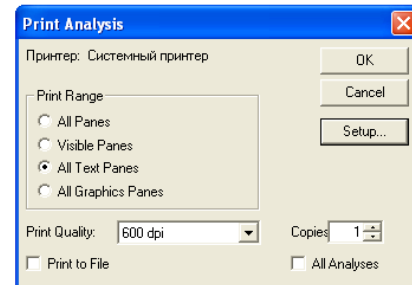 Print Analysis
Принтер: Системный принтер
OK
Cancel
Setup...
Print Range
All Panes
Visible Panes
All Text Panes
All Graphics Panes
Print Quality: 600 dpi
Copies 1
Print to File
All Analyses